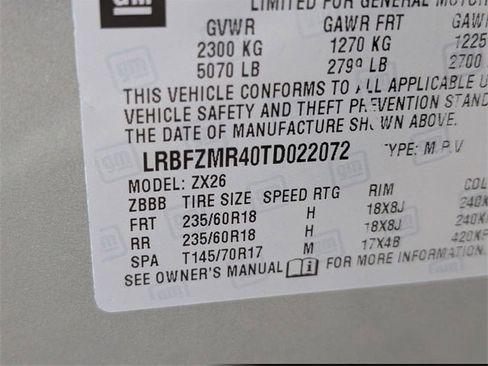 GM
LIMITED FOR GENERAL MOTOR
GVWR GAWR FRT GAW
2300 KG 1270 KG 1225
5070 LB 2799 LB 2700
THIS VEHICLE CONFORMS TO ALL APPLICABLE U
VEHICLE SAFETY AND THEFT PREVENTION STAND
THE DATE OF MANUFACTURE SHOWN ABOVE.
LRBFZMR40TD022072 TYPE: M.P.V
MODEL: ZX26
ZBBB TIRE SIZE SPEED RTG RIM COL
FRT 235/60R18 H 18X8J 240K
RR 235/60R18 H 18X8J 240K
SPA T145/70R17 M 17X4B 420K
SEE OWNER'S MANUAL i FOR MORE INFORMATION.